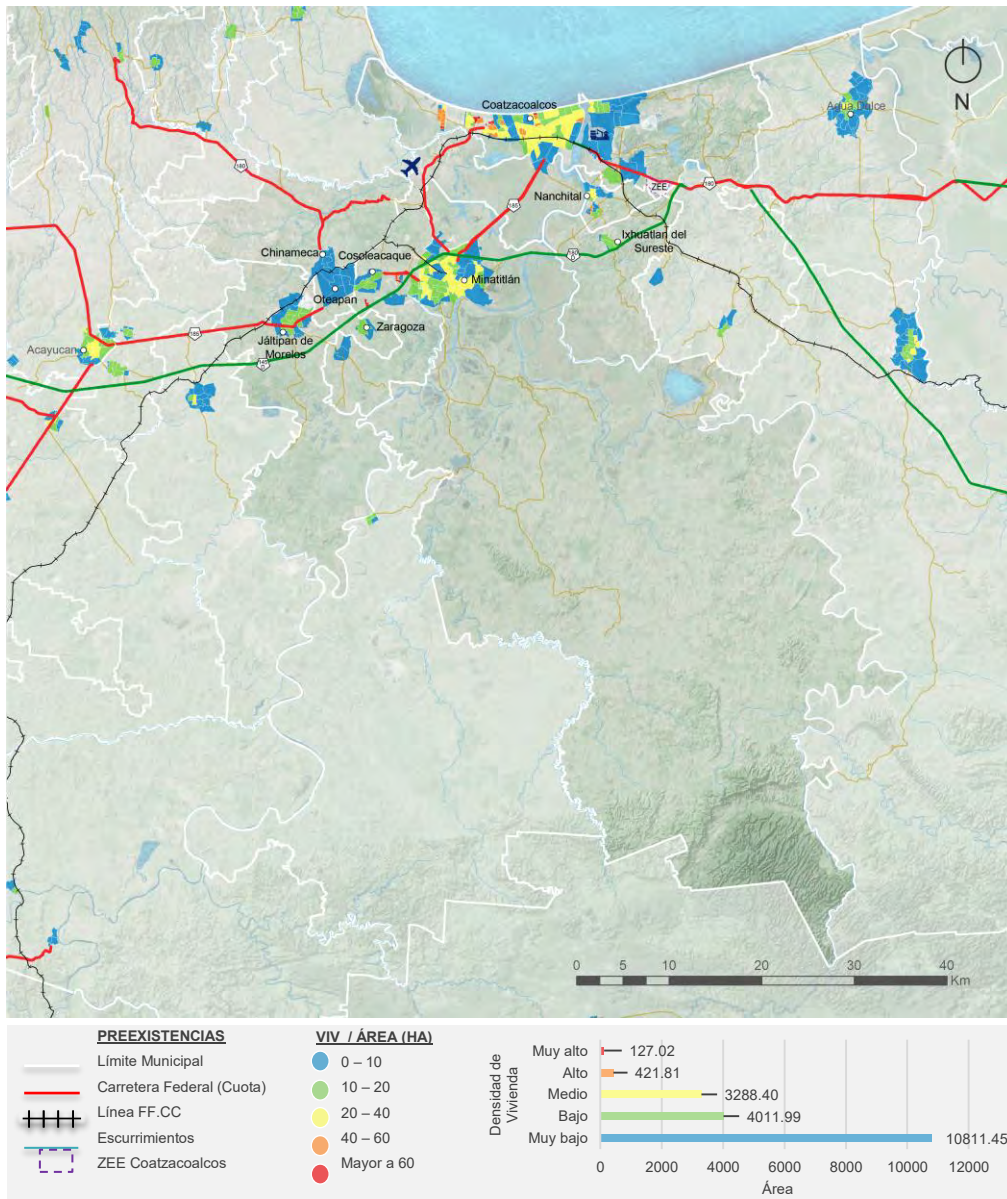 Coatzacoalcos
Agua Dulce
N
180
ZEE
180
Nanchital
185
Ixhuatlan del
Sureste
Chinameca
Cosoleacaque
Minatitlán
Oteapan
Zaragoza
185
Jáltipan de
Morelos
Acayucan
0 5 10 20 30 40
Km
PREEXISTENCIAS
Límite Municipal
Carretera Federal (Cuota)
Línea FF.CC
Escurrimientos
ZEE Coatzacoalcos
VIV / ÁREA (HA)
0 – 10
10 – 20
20 – 40
40 – 60
Mayor a 60
Densidad de
Vivienda
Muy alto 127.02
Alto 421.81
Medio 3288.40
Bajo 4011.99
Muy bajo 10811.45
0 2000 4000 6000 8000 10000 12000
Área